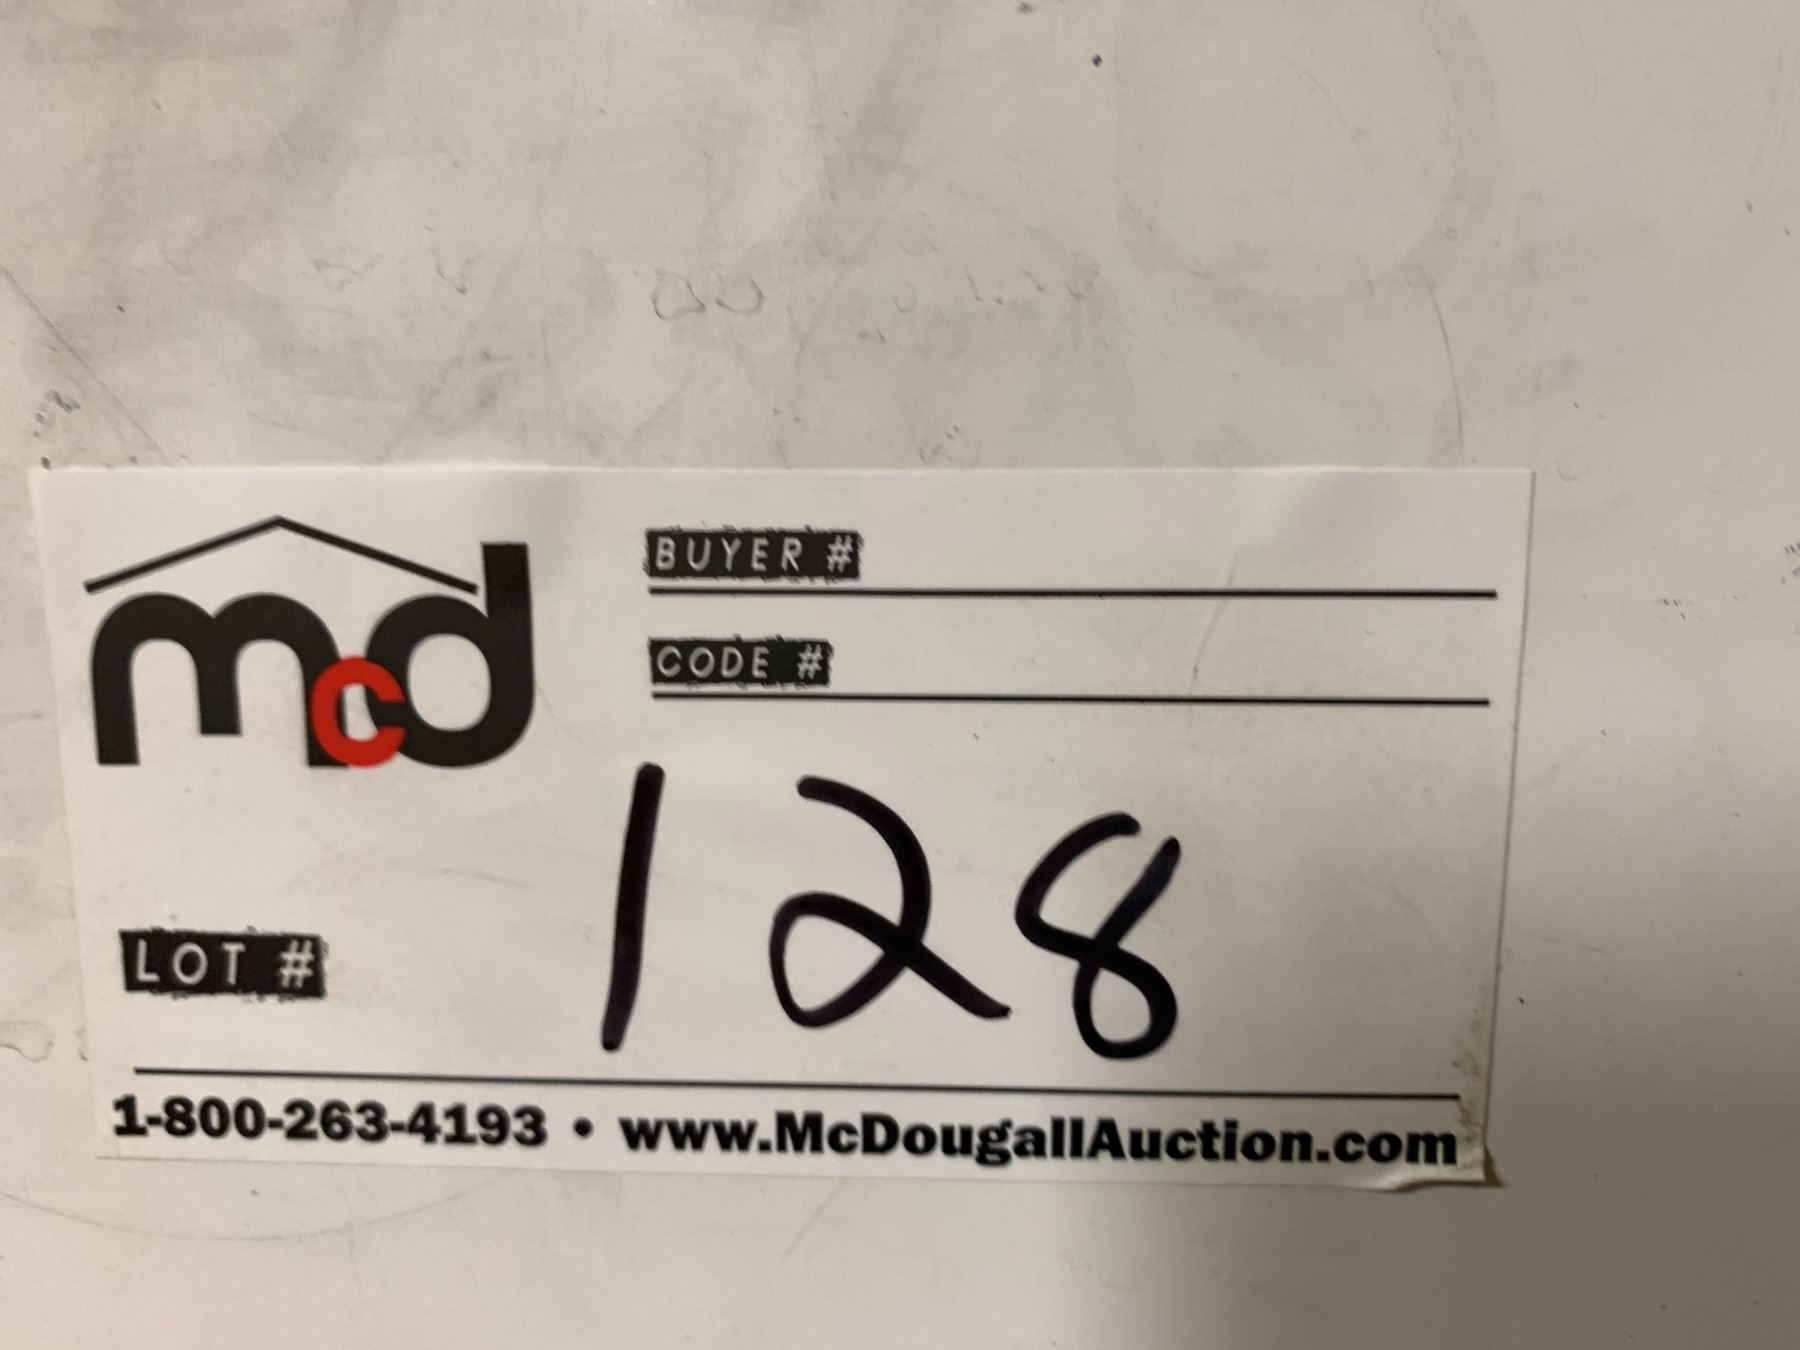 mcd
BUYER #
CODE #
LOT # 128
1-800-263-4193 • www.McDougallAuction.com